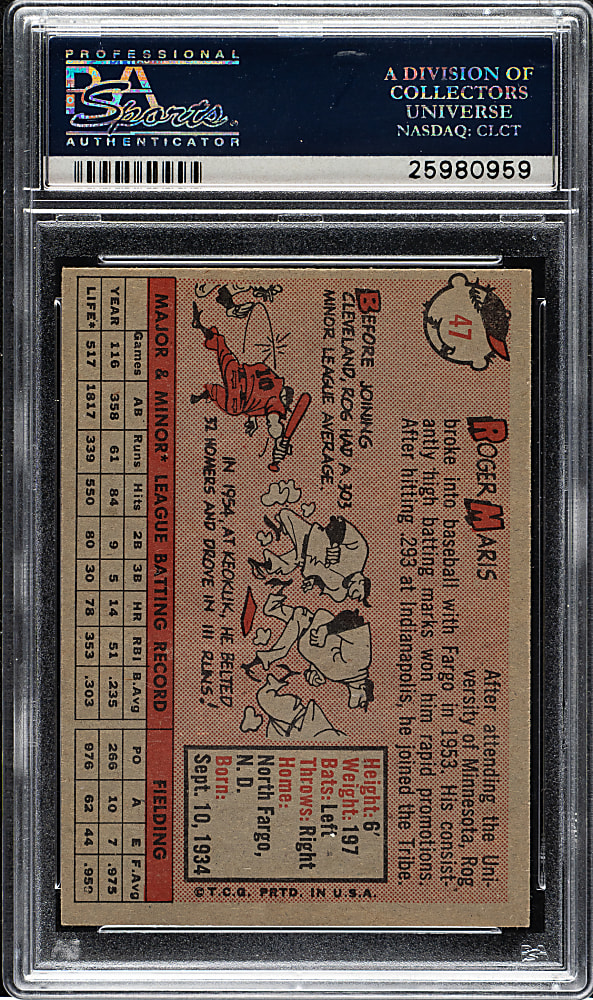 PROFESSIONAL
PSA
Sports
AUTHENTICATOR
A DIVISION OF
COLLECTORS
UNIVERSE
NASDAQ: CLCT
25980959
47
ROGER MARIS
After attending the Uni-
versity of Minnesota, Rog
broke into baseball with Fargo in 1953. His consist-
antly high batting marks won him rapid promotions.
After hitting .293 at Indianapolis, he joined the Tribe.
BEFORE JOINING
CLEVELAND, ROG HAD A .303
MINOR LEAGUE AVERAGE
10
IN 1954, AT KEOKUK, HE BELTED
32 HOMERS AND DROVE IN 111 RUNS!
Height: 6'
Weight: 197
Bats: Left
Throws: Right
Home:
North Fargo,
N. D.
Born:
Sept. 10, 1934
©T.C.G. PRTD. IN U.S.A.
MAJOR & MINOR* LEAGUE BATTING RECORD FIELDING
Games AB Runs Hits 2B 3B HR RBI B.Avg PO A E F.Avg
YEAR 116 358 61 84 9 5 14 51 .235 266 10 7 .975
LIFE* 517 1817 339 550 80 30 78 353 .303 976 62 44 .959
PSA